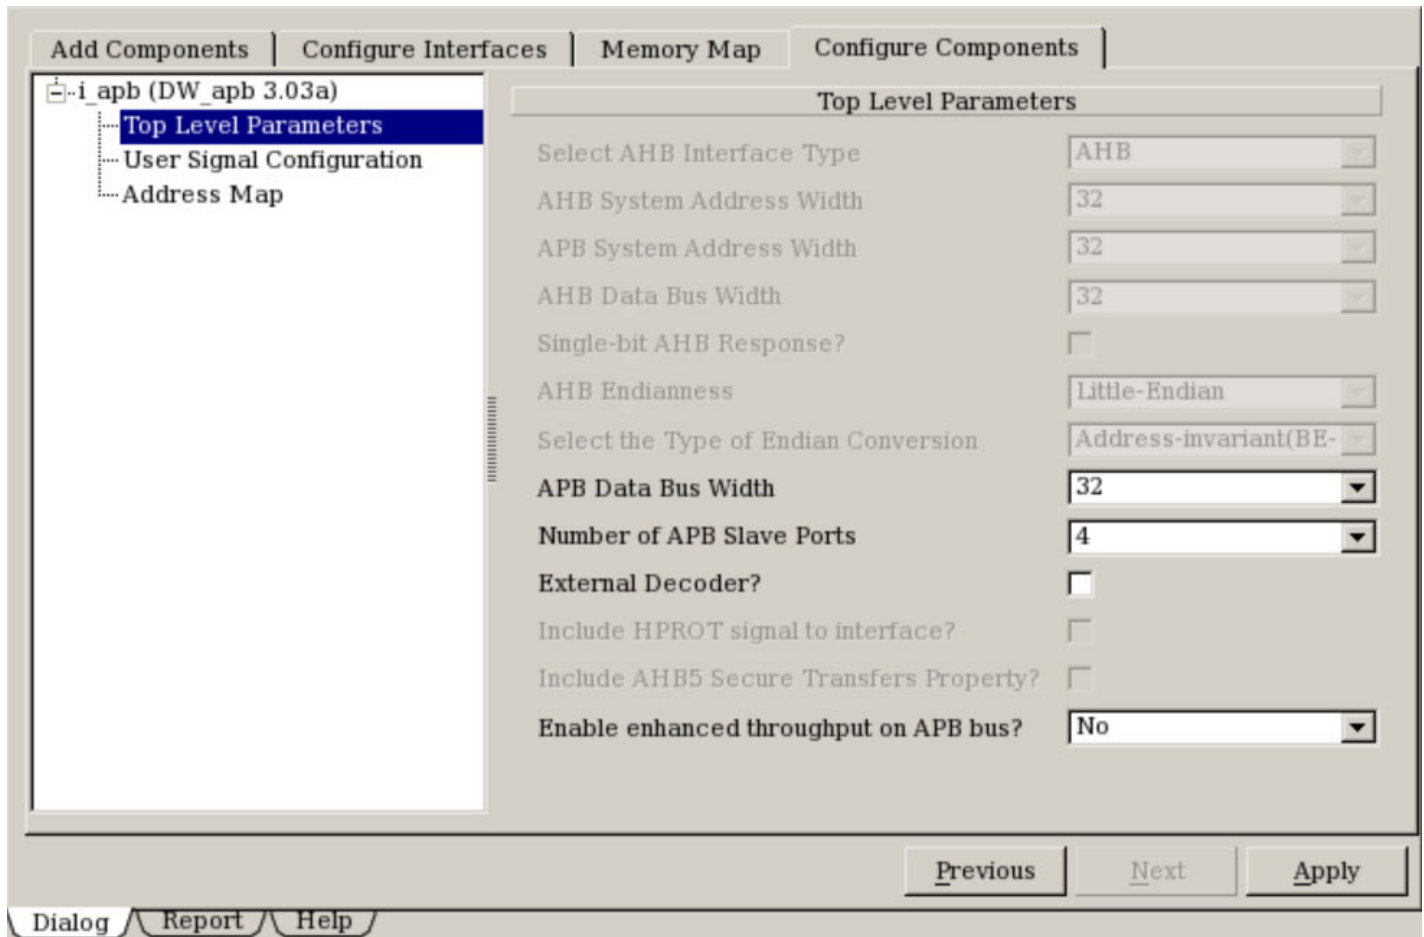 Add Components
Configure Interfaces
Memory Map
Configure Components
i_apb (DW_apb 3.03a)
Top Level Parameters
User Signal Configuration
Address Map
Top Level Parameters
Select AHB Interface Type AHB
AHB System Address Width 32
APB System Address Width 32
AHB Data Bus Width 32
Single-bit AHB Response?
AHB Endianness Little-Endian
Select the Type of Endian Conversion Address-invariant(BE-
APB Data Bus Width 32
Number of APB Slave Ports 4
External Decoder?
Include HPROT signal to interface?
Include AHB5 Secure Transfers Property?
Enable enhanced throughput on APB bus? No
Previous
Next
Apply
Dialog
Report
Help